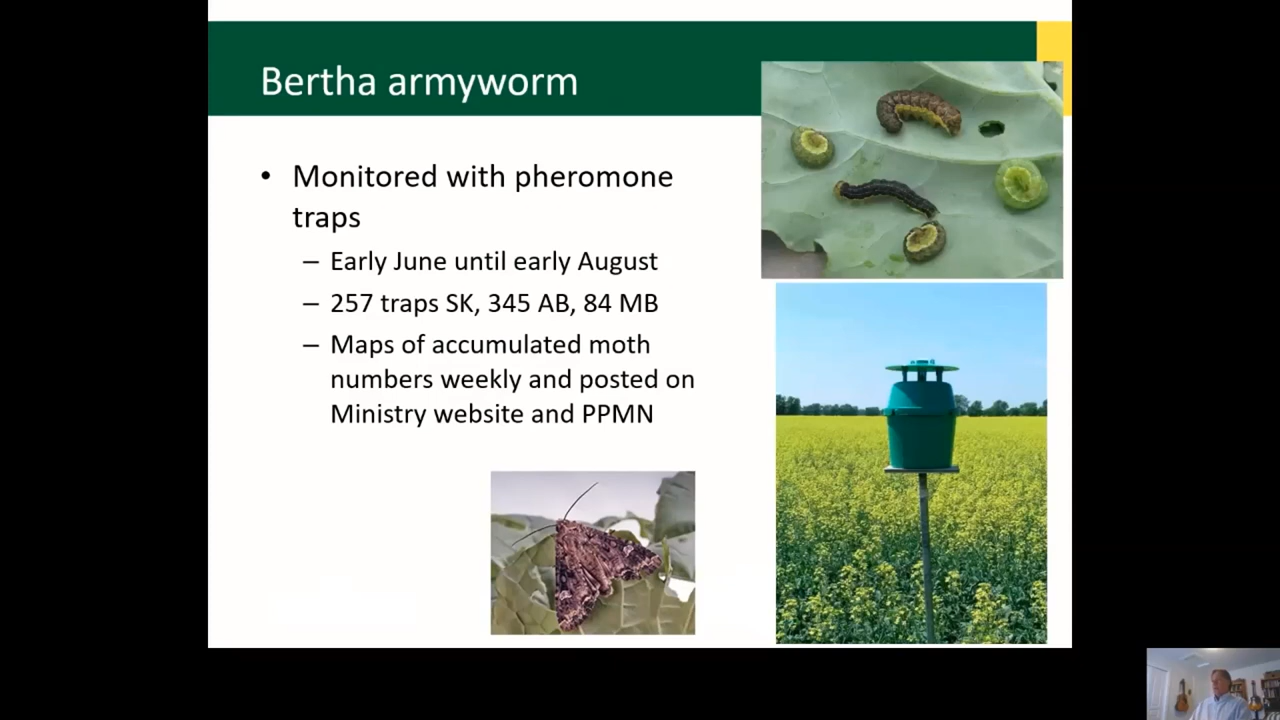 Bertha armyworm
• Monitored with pheromone
traps
– Early June until early August
– 257 traps SK, 345 AB, 84 MB
– Maps of accumulated moth
numbers weekly and posted on
Ministry website and PPMN